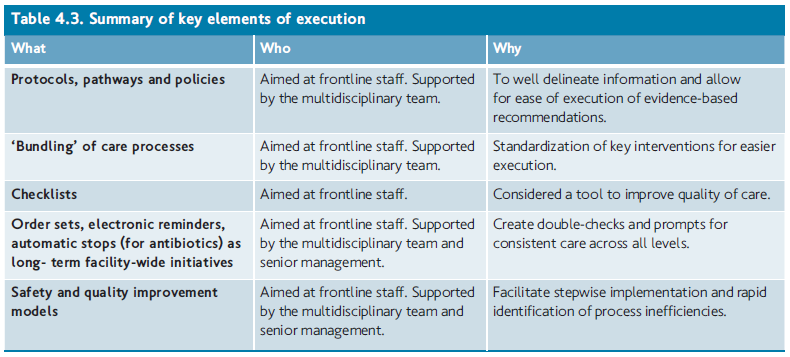 Table 4.3. Summary of key elements of execution
What Who Why
Protocols, pathways and policies
Aimed at frontline staff. Supported
by the multidisciplinary team.
To well delineate information and allow
for ease of execution of evidence-based
recommendations.
‘Bundling’ of care processes
Aimed at frontline staff. Supported
by the multidisciplinary team.
Standardization of key interventions for easier
execution.
Checklists
Aimed at frontline staff.
Considered a tool to improve quality of care.
Order sets, electronic reminders,
automatic stops (for antibiotics) as
long- term facility-wide initiatives
Aimed at frontline staff. Supported
by the multidisciplinary team and
senior management.
Create double-checks and prompts for
consistent care across all levels.
Safety and quality improvement
models
Aimed at frontline staff. Supported
by the multidisciplinary team and
senior management.
Facilitate stepwise implementation and rapid
identification of process inefficiencies.